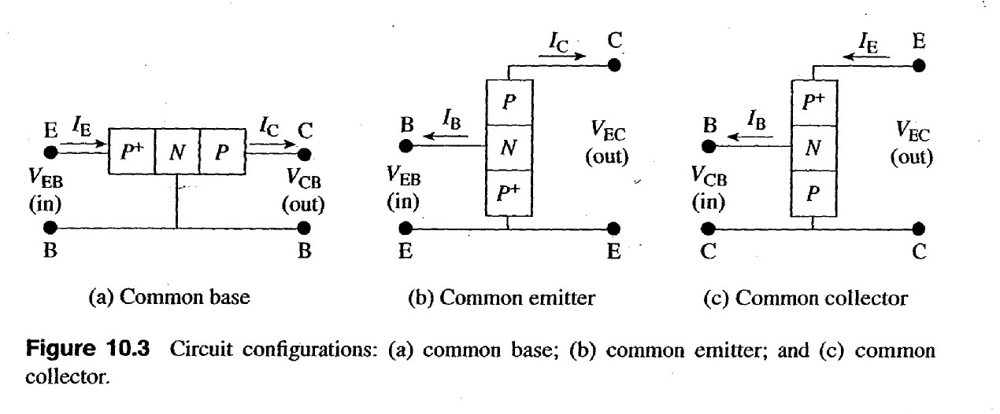 E I_E P+ N P I_C C
V_EB (in) V_CB (out)
B B
(a) Common base
I_C C
B I_B P N P+
V_EB (in) V_EC (out)
E E
(b) Common emitter
I_E E
B I_B P+ N P
V_CB (in) V_EC (out)
C C
(c) Common collector
Figure 10.3 Circuit configurations: (a) common base; (b) common emitter; and (c) common
collector.